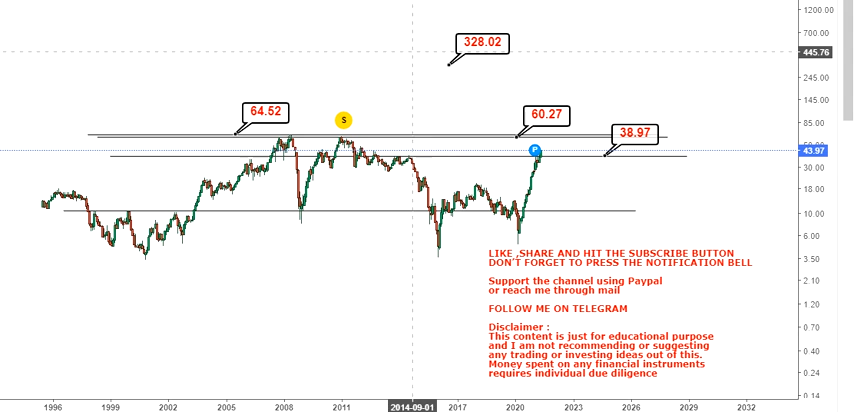 1200.00
700.00
445.76
328.02
245.00
145.00
64.52
S
60.27
85.00
38.97
P
43.97
30.00
18.00
10.00
6.00
LIKE ,SHARE AND HIT THE SUBSCRIBE BUTTON
DON'T FORGET TO PRESS THE NOTIFICATION BELL
3.50
Support the channel using Paypal
or reach me through mail
2.10
FOLLOW ME ON TELEGRAM
1.20
Disclaimer :
0.70
This content is just for educational purpose
and I am not recommending or suggesting
any trading or investing ideas out of this.
0.40
Money spent on any financial instruments
requires individual due diligence
0.24
0.14
1996 1999 2002 2005 2008 2011 2014-09-01 2017 2020 2023 2026 2029 2032